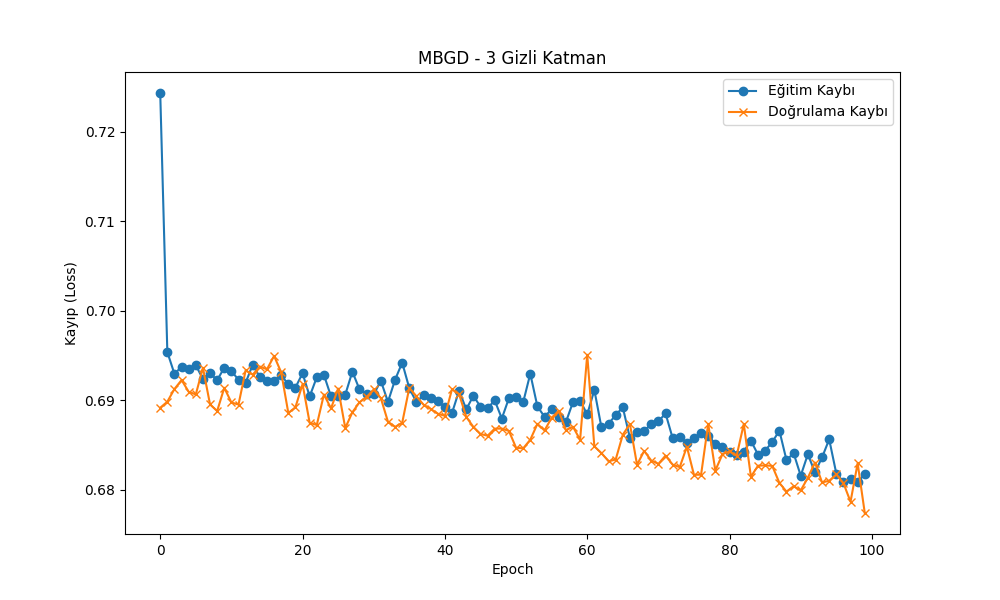 MBGD - 3 Gizli Katman
Eğitim Kaybı
Doğrulama Kaybı
Kayıp (Loss)
0.72
0.71
0.70
0.69
0.68
0
20
40
60
80
100
Epoch